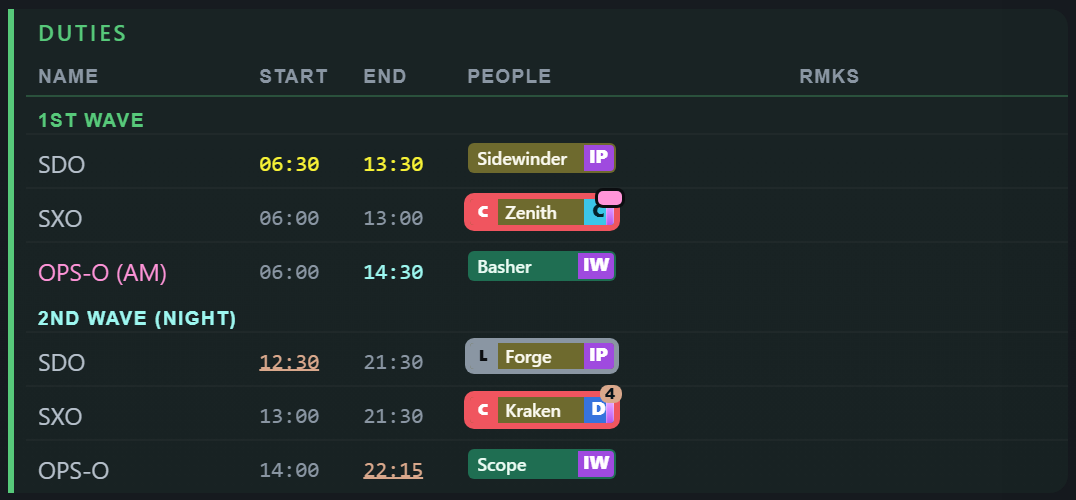 DUTIES
NAME START END PEOPLE RMKS
1ST WAVE
SDO 06:30 13:30 Sidewinder IP
SXO 06:00 13:00 C Zenith C
OPS-O (AM) 06:00 14:30 Basher IW
2ND WAVE (NIGHT)
SDO 12:30 21:30 L Forge IP
SXO 13:00 21:30 C Kraken D 4
OPS-O 14:00 22:15 Scope IW